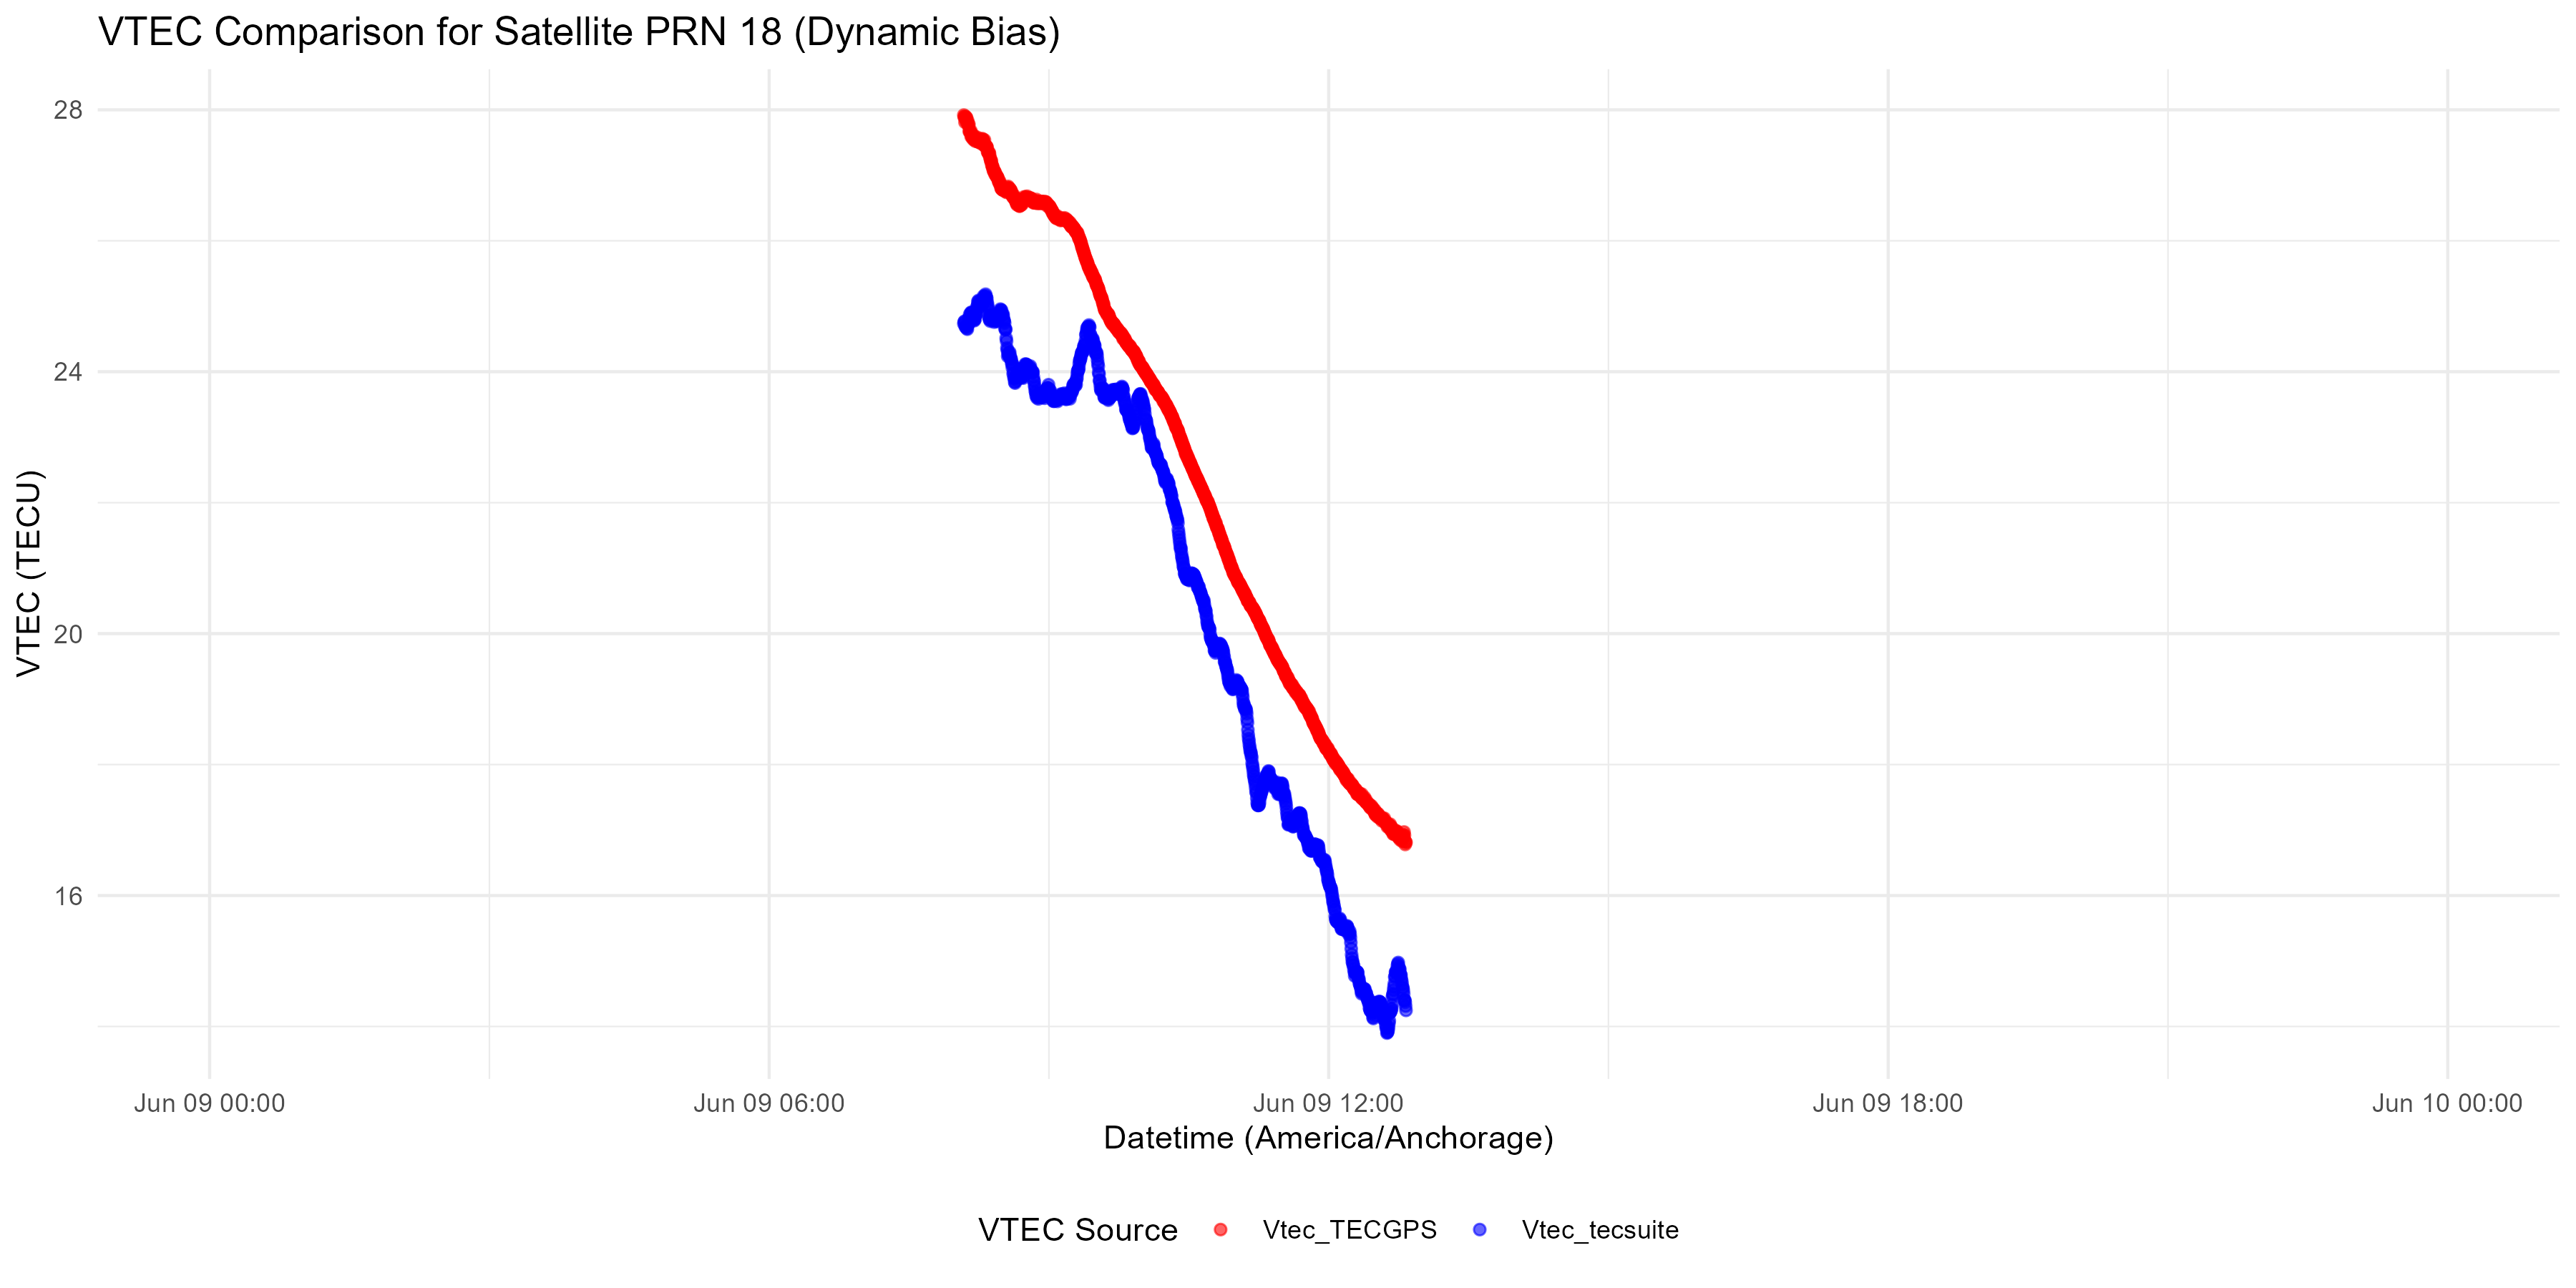 VTEC Comparison for Satellite PRN 18 (Dynamic Bias)
VTEC (TECU)
28
24
20
16
Jun 09 00:00 Jun 09 06:00 Jun 09 12:00 Jun 09 18:00 Jun 10 00:00
Datetime (America/Anchorage)
VTEC Source Vtec_TECGPS Vtec_tecsuite